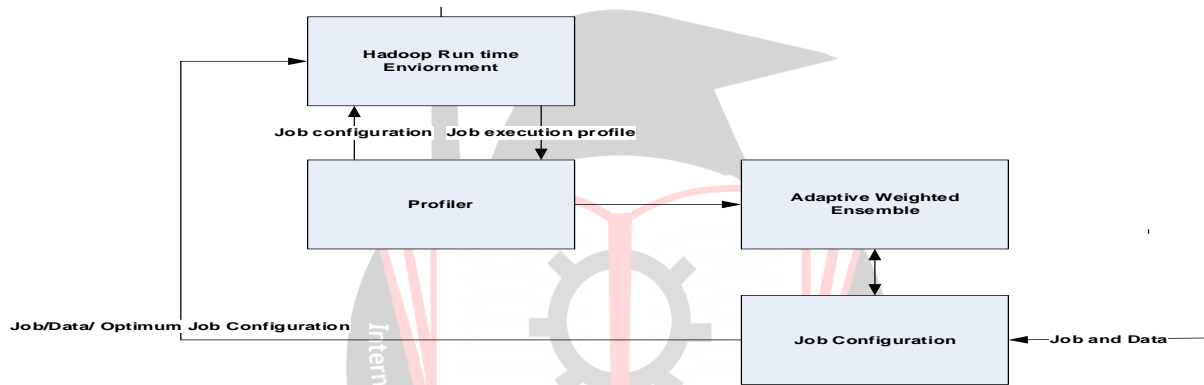 Hadoop Run time
Enviornment
Job configuration
Job execution profile
Profiler
Adaptive Weighted
Ensemble
Job/Data/ Optimum Job Configuration
Job Configuration
Job and Data
Intern